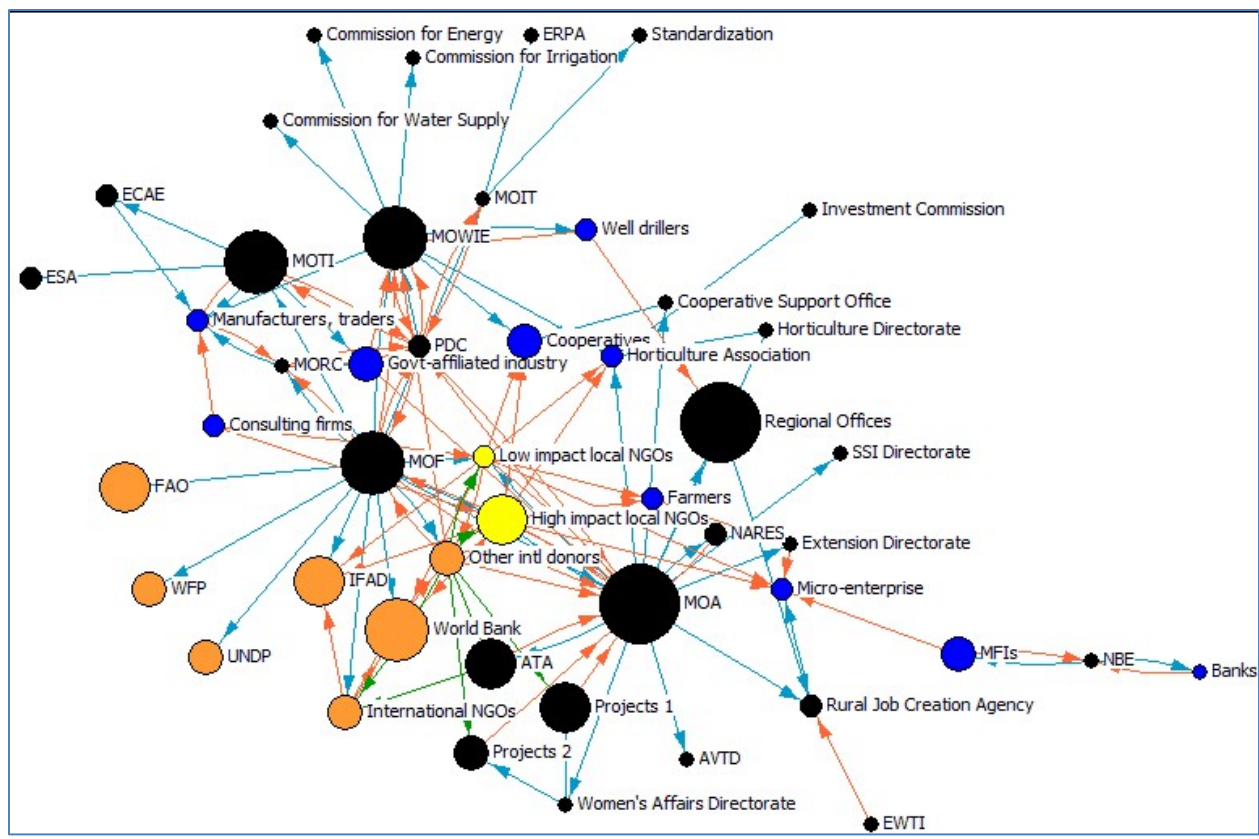 Commission for Energy
ERPA
Standardization
Commission for Irrigation
Commission for Water Supply
ECAE
MOIT
Investment Commission
Well drillers
MOWIE
MOTI
ESA
Cooperative Support Office
Manufacturers, traders
Horticulture Directorate
Cooperatives
PDC
Horticulture Association
MORC
Govt-affiliated industry
Regional Offices
Consulting firms
SSI Directorate
Low impact local NGOs
MOF
FAO
Farmers
High impact local NGOs
NARES
Extension Directorate
Other intl donors
IFAD
WFP
Micro-enterprise
MOA
World Bank
MFIs
UNDP
NBE
ATA
Banks
Rural Job Creation Agency
Projects 1
International NGOs
Projects 2
AVTD
Women's Affairs Directorate
EWTI